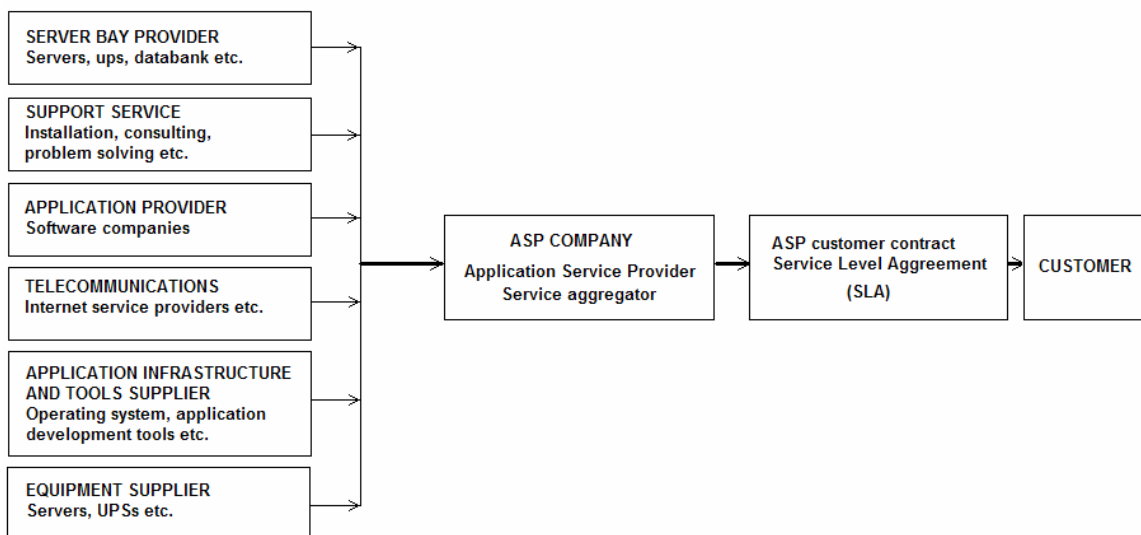 SERVER BAY PROVIDER
Servers, ups, databank etc.
SUPPORT SERVICE
Installation, consulting,
problem solving etc.
APPLICATION PROVIDER
Software companies
TELECOMMUNICATIONS
Internet service providers etc.
APPLICATION INFRASTRUCTURE
AND TOOLS SUPPLIER
Operating system, application
development tools etc.
EQUIPMENT SUPPLIER
Servers, UPSs etc.
ASP COMPANY
Application Service Provider
Service aggregator
ASP customer contract
Service Level Aggreement
(SLA)
CUSTOMER